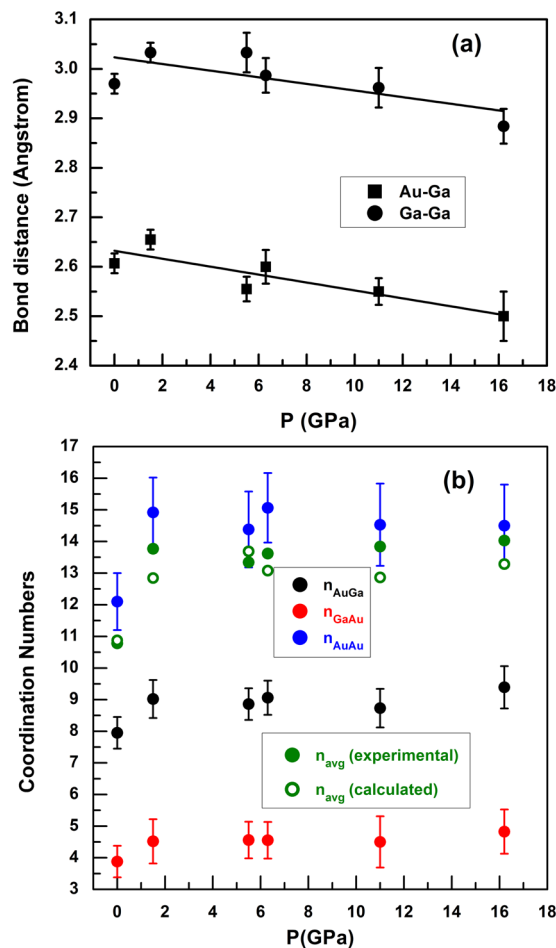 (a)
3.1
3.0
2.9
2.8
2.7
2.6
2.5
2.4
Bond distance (Angstrom)
Au-Ga
Ga-Ga
0 2 4 6 8 10 12 14 16 18
P (GPa)
(b)
17
16
15
14
13
12
11
10
9
8
7
6
5
4
3
Coordination Numbers
n_AuGa
n_GaAu
n_AuAu
n_avg (experimental)
n_avg (calculated)
0 2 4 6 8 10 12 14 16 18
P(GPa)